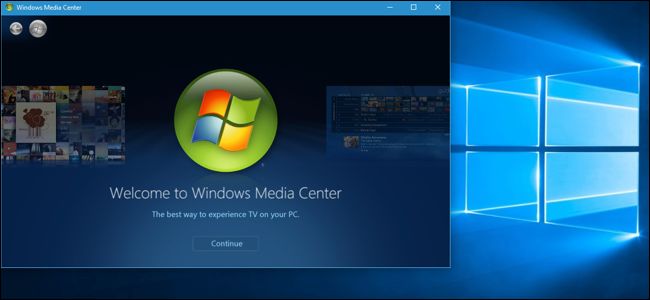 Windows Media Center
Welcome to Windows Media Center
The best way to experience TV on your PC.
Continue